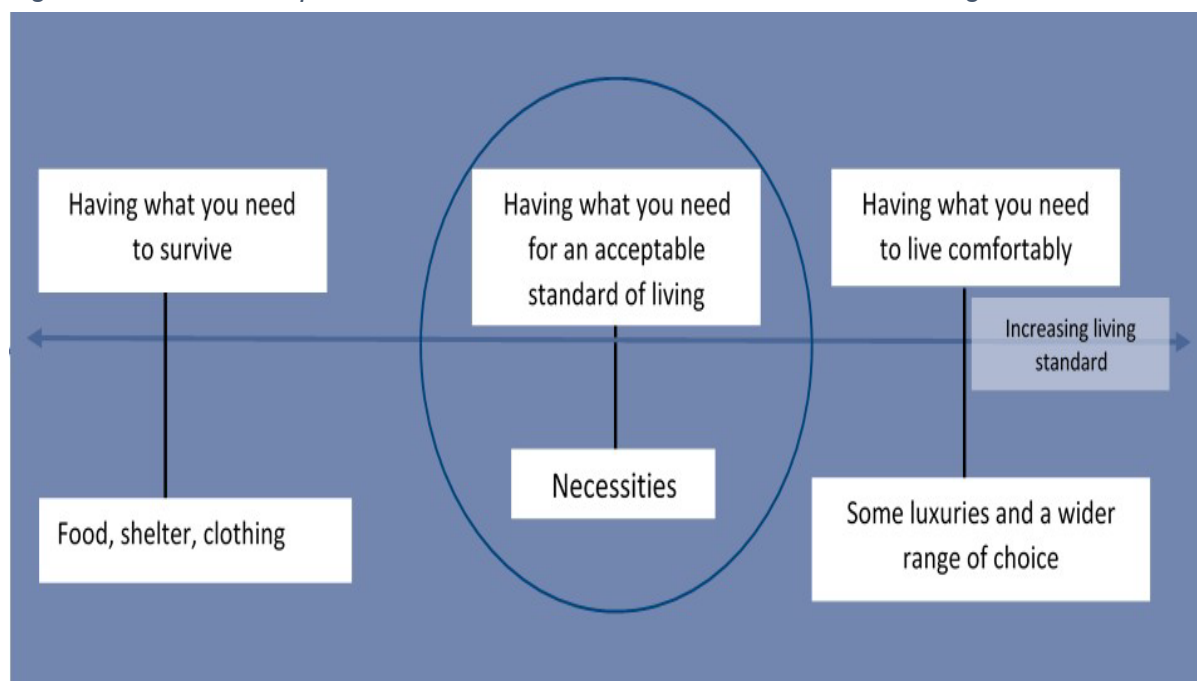 Having what you need
to survive
Having what you need
for an acceptable
standard of living
Having what you need
to live comfortably
Increasing living
standard
Necessities
Food, shelter, clothing
Some luxuries and a wider
range of choice